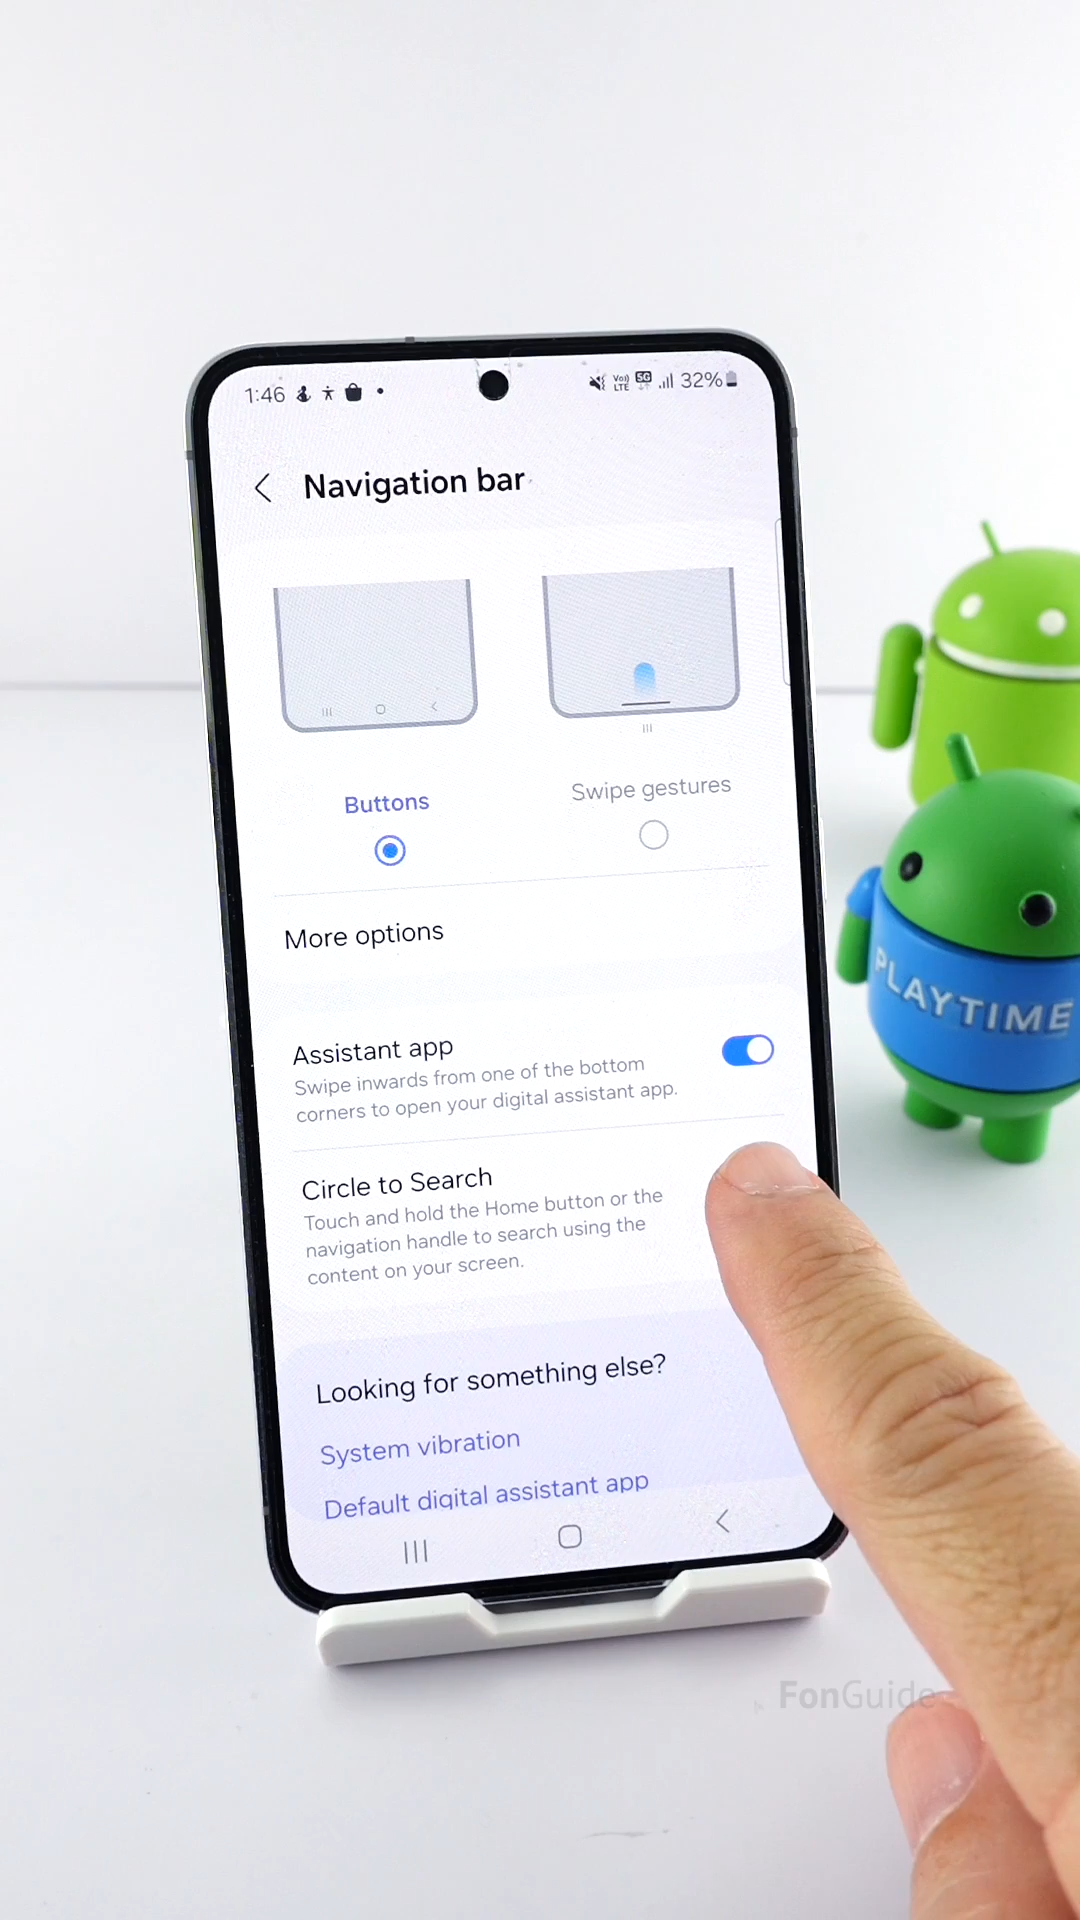 1:46
Vo)) LTE 5G 32%
Navigation bar
Buttons
Swipe gestures
More options
Assistant app
Swipe inwards from one of the bottom
corners to open your digital assistant app.
Circle to Search
Touch and hold the Home button or the
navigation handle to search using the
content on your screen.
Looking for something else?
System vibration
Default digital assistant app
PLAYTIME
FonGuide